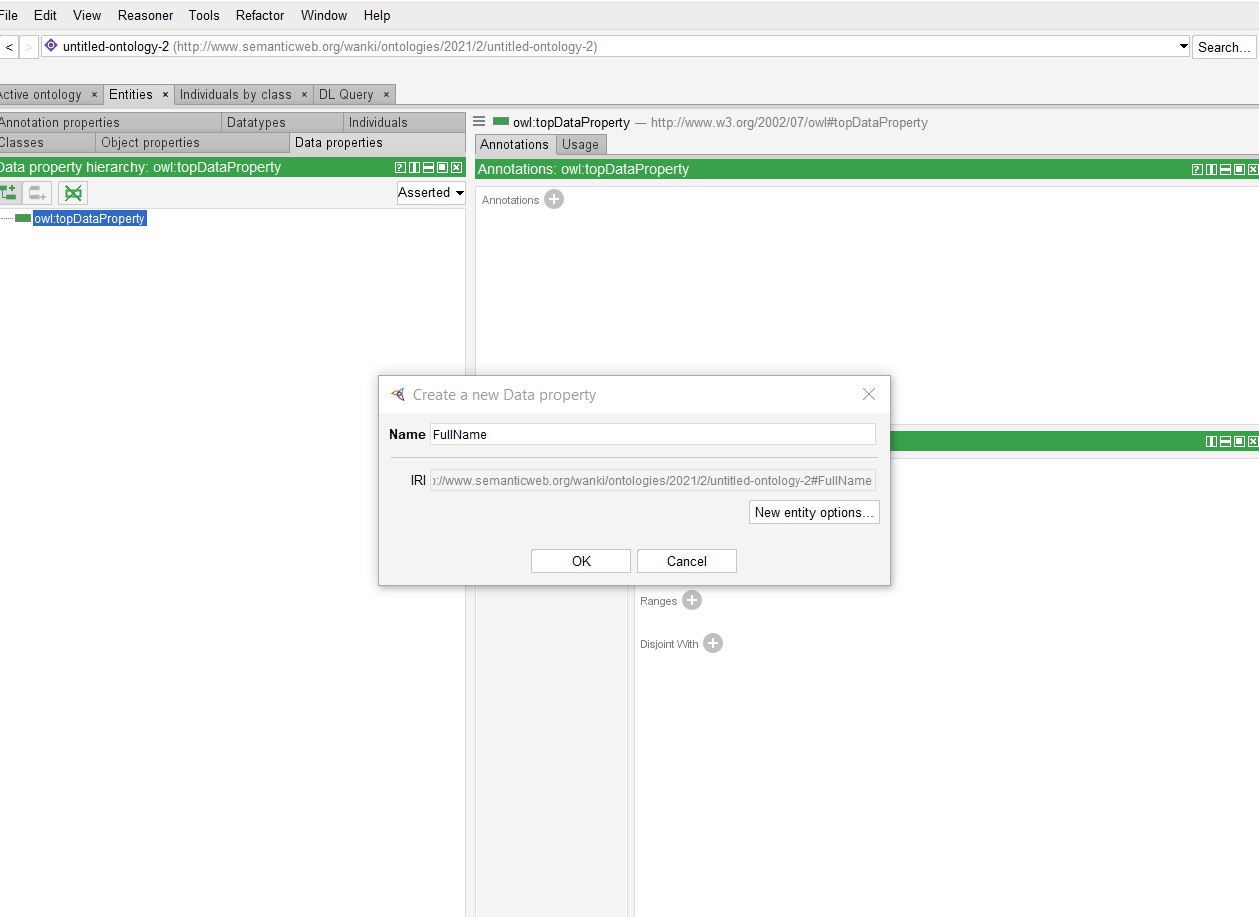 File Edit View Reasoner Tools Refactor Window Help
< > untitled-ontology-2 (http://www.semanticweb.org/wanki/ontologies/2021/2/untitled-ontology-2) Search...
Active ontology × Entities × Individuals by class × DL Query ×
Annotation properties Datatypes Individuals
Classes Object properties Data properties
Data property hierarchy: owl:topDataProperty
Asserted
owl:topDataProperty
owl:topDataProperty — http://www.w3.org/2002/07/owl#topDataProperty
Annotations Usage
Annotations: owl:topDataProperty
Annotations
Create a new Data property
Name FullName
IRI ://www.semanticweb.org/wanki/ontologies/2021/2/untitled-ontology-2#FullName
New entity options...
OK Cancel
Ranges
Disjoint With